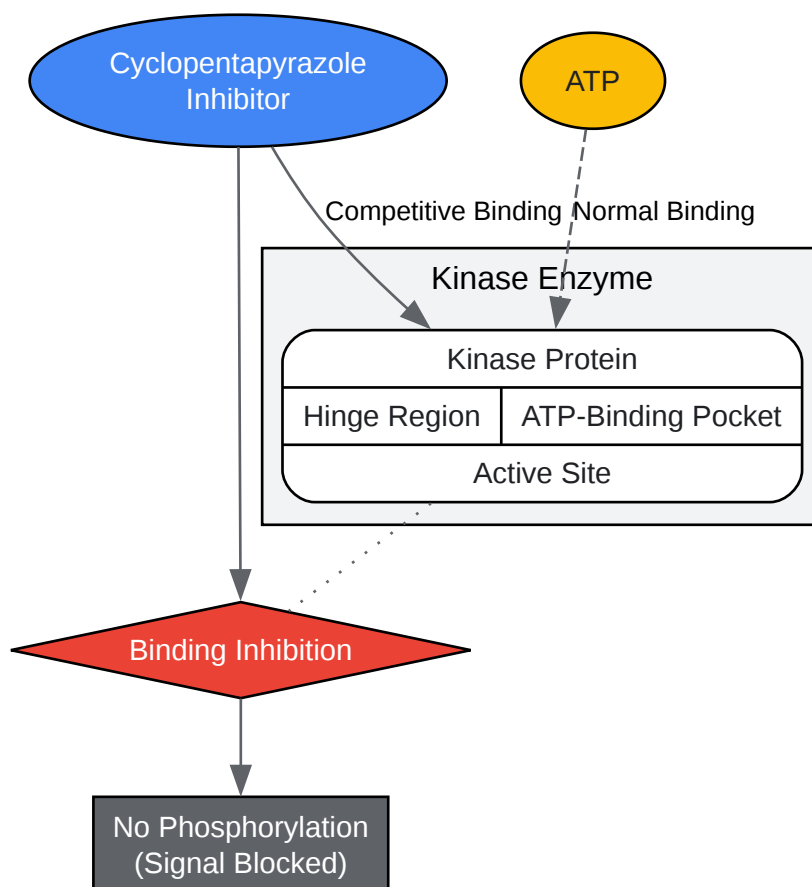 Cyclopentapyrazole
Inhibitor
ATP
Competitive Binding
Normal Binding
Kinase Enzyme
Kinase Protein
Hinge Region
ATP-Binding Pocket
Active Site
Binding Inhibition
No Phosphorylation
(Signal Blocked)